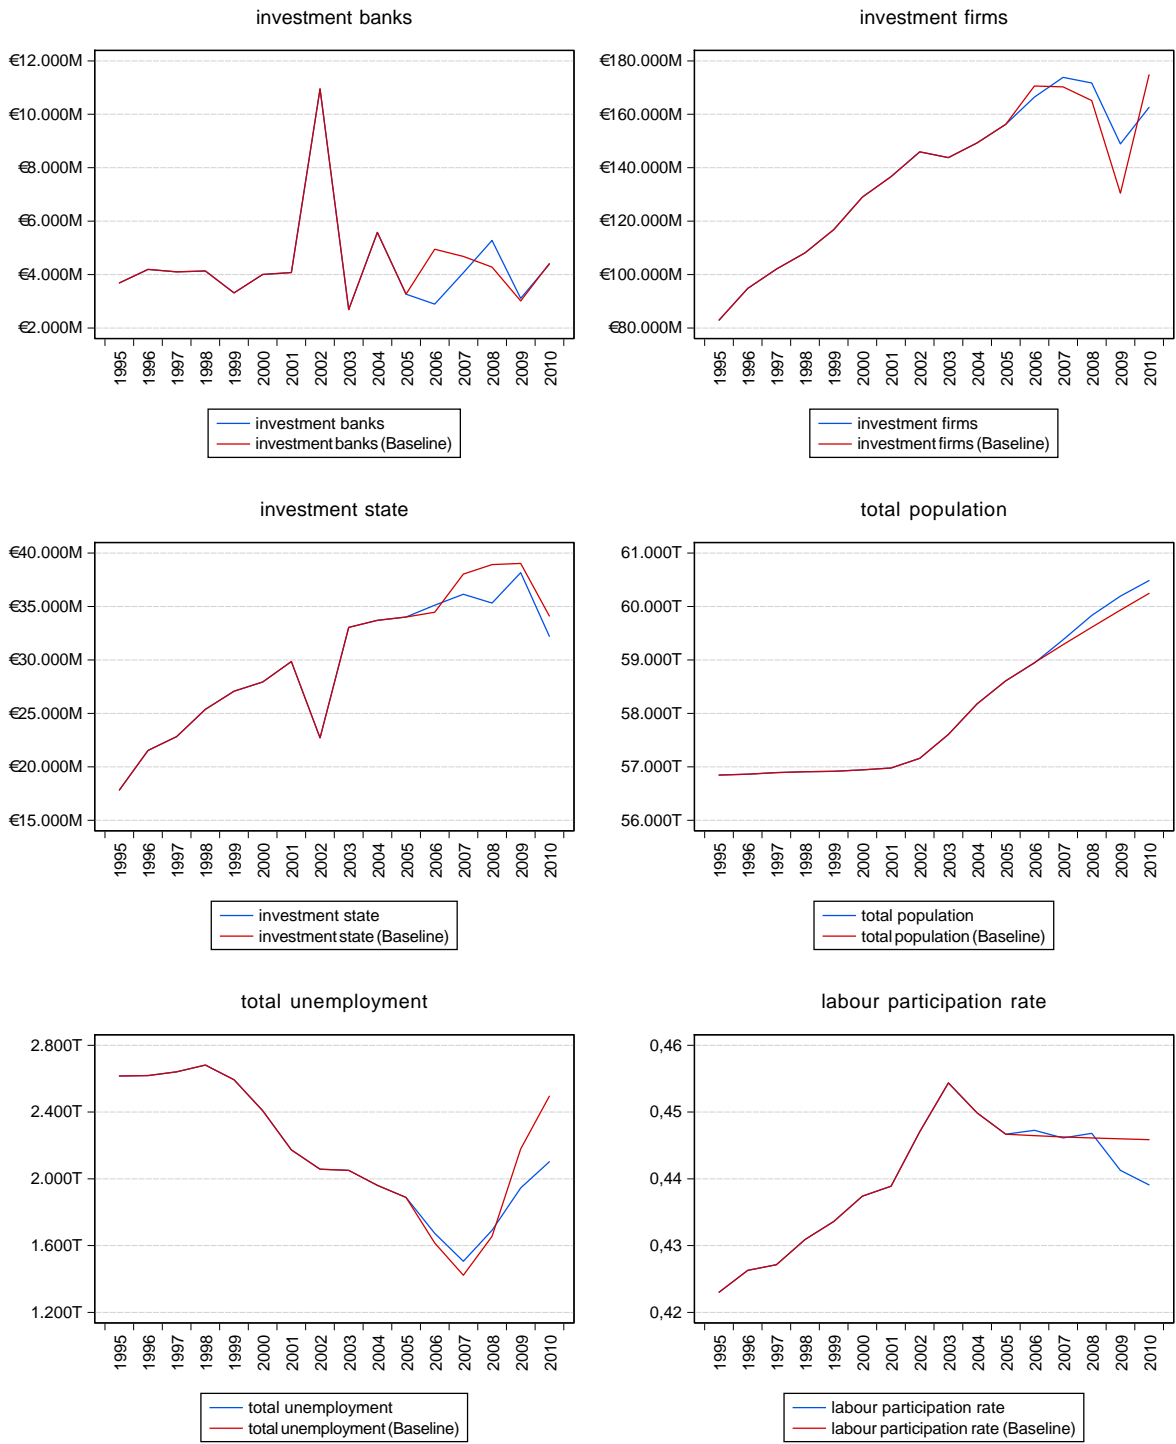 investment banks
€12.000M
€10.000M
€8.000M
€6.000M
€4.000M
€2.000M
1995
1996
1997
1998
1999
2000
2001
2002
2003
2004
2005
2006
2007
2008
2009
2010
investment banks
investment banks (Baseline)
investment firms
€180.000M
€160.000M
€140.000M
€120.000M
€100.000M
€80.000M
1995
1996
1997
1998
1999
2000
2001
2002
2003
2004
2005
2006
2007
2008
2009
2010
investment firms
investment firms (Baseline)
investment state
€40.000M
€35.000M
€30.000M
€25.000M
€20.000M
€15.000M
1995
1996
1997
1998
1999
2000
2001
2002
2003
2004
2005
2006
2007
2008
2009
2010
investment state
investment state (Baseline)
total population
61.000T
60.000T
59.000T
58.000T
57.000T
56.000T
1995
1996
1997
1998
1999
2000
2001
2002
2003
2004
2005
2006
2007
2008
2009
2010
total population
total population (Baseline)
total unemployment
2.800T
2.400T
2.000T
1.600T
1.200T
1995
1996
1997
1998
1999
2000
2001
2002
2003
2004
2005
2006
2007
2008
2009
2010
total unemployment
total unemployment (Baseline)
labour participation rate
0,46
0,45
0,44
0,43
0,42
1995
1996
1997
1998
1999
2000
2001
2002
2003
2004
2005
2006
2007
2008
2009
2010
labour participation rate
labour participation rate (Baseline)